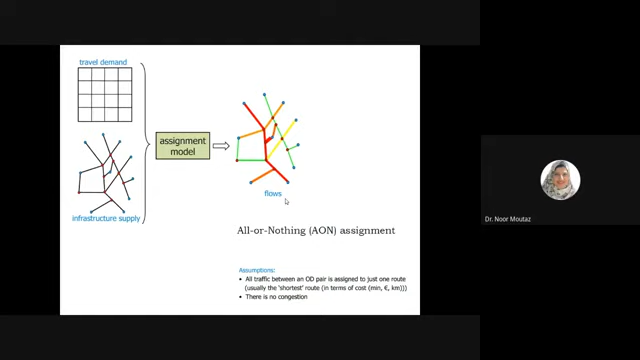 travel demand
assignment
model
infrastructure supply
flows
All-or-Nothing (AON) assignment
Assumptions:
• All traffic between an OD pair is assigned to just one route
(usually the 'shortest' route (in terms of cost (min, €, km)))
• There is no congestion
Dr. Noor Moutaz